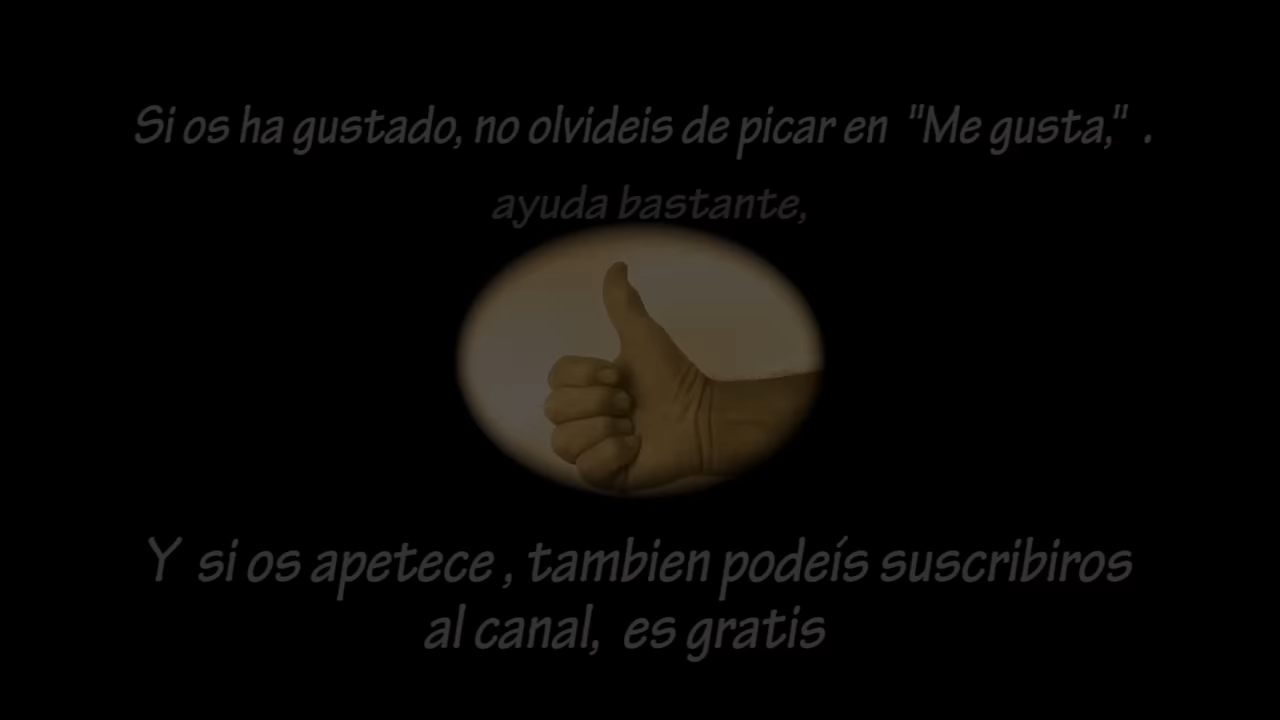 Si os ha gustado, no olvideis de picar en "Me gusta," .
ayuda bastante,
Y si os apetece , tambien podeís suscribiros
al canal, es gratis